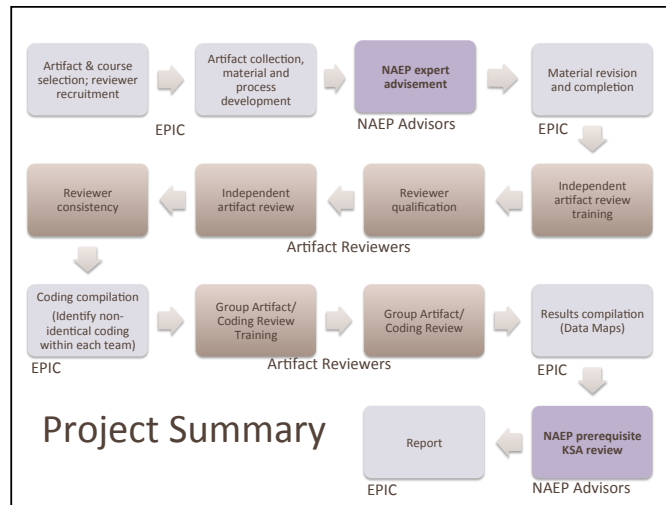 Artifact & course
selection; reviewer
recruitment
Artifact collection,
material and
process
development
NAEP expert
advisement
Material revision
and completion
EPIC
NAEP Advisors
EPIC
Reviewer
consistency
Independent
artifact review
Reviewer
qualification
Independent
artifact review
training
Artifact Reviewers
Coding compilation
(Identify non-
identical coding
within each team)
Group Artifact/
Coding Review
Training
Group Artifact/
Coding Review
Results compilation
(Data Maps)
EPIC
Artifact Reviewers
EPIC
Project Summary
Report
NAEP prerequisite
KSA review
EPIC
NAEP Advisors